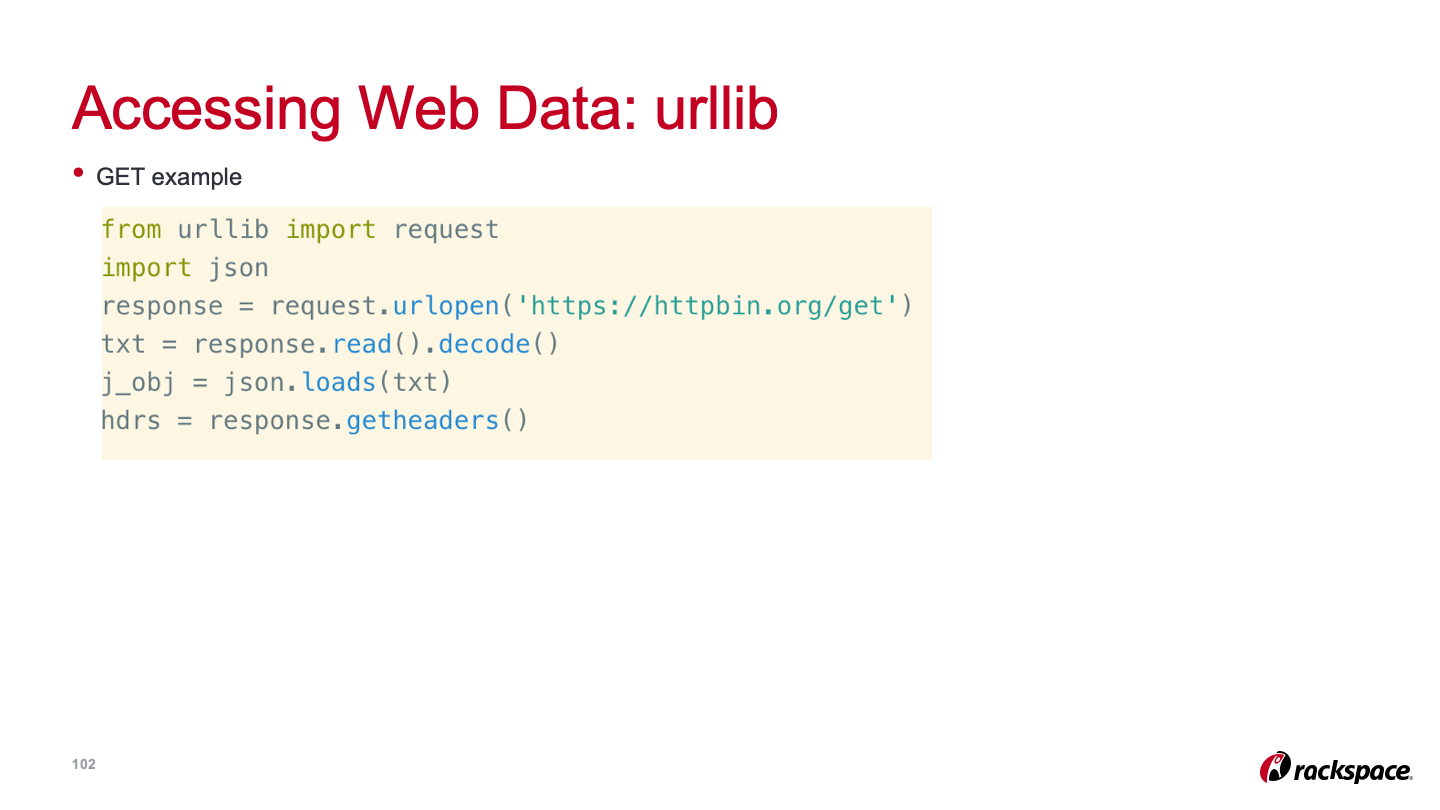 Accessing Web Data: urllib
• GET example
from urllib import request
import json
response = request.urlopen('https://httpbin.org/get')
txt = response.read().decode()
j_obj = json.loads(txt)
hdrs = response.getheaders()
102
rackspace.